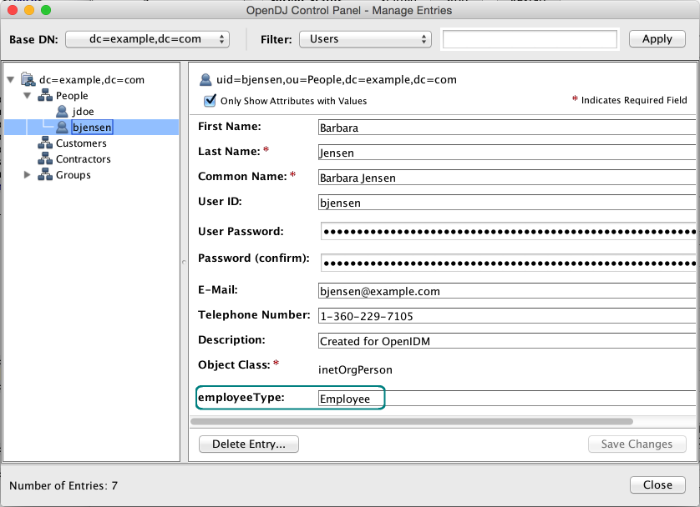 OpenDJ Control Panel - Manage Entries
Base DN: dc=example,dc=com Filter: Users Apply
dc=example,dc=com
People
jdoe
bjensen
Customers
Contractors
Groups
uid=bjensen,ou=People,dc=example,dc=com
Only Show Attributes with Values * Indicates Required Field
First Name: Barbara
Last Name: * Jensen
Common Name: * Barbara Jensen
User ID: bjensen
User Password:
Password (confirm):
E-Mail: bjensen@example.com
Telephone Number: 1-360-229-7105
Description: Created for OpenIDM
Object Class: * inetOrgPerson
employeeType: Employee
Delete Entry... Save Changes
Number of Entries: 7 Close